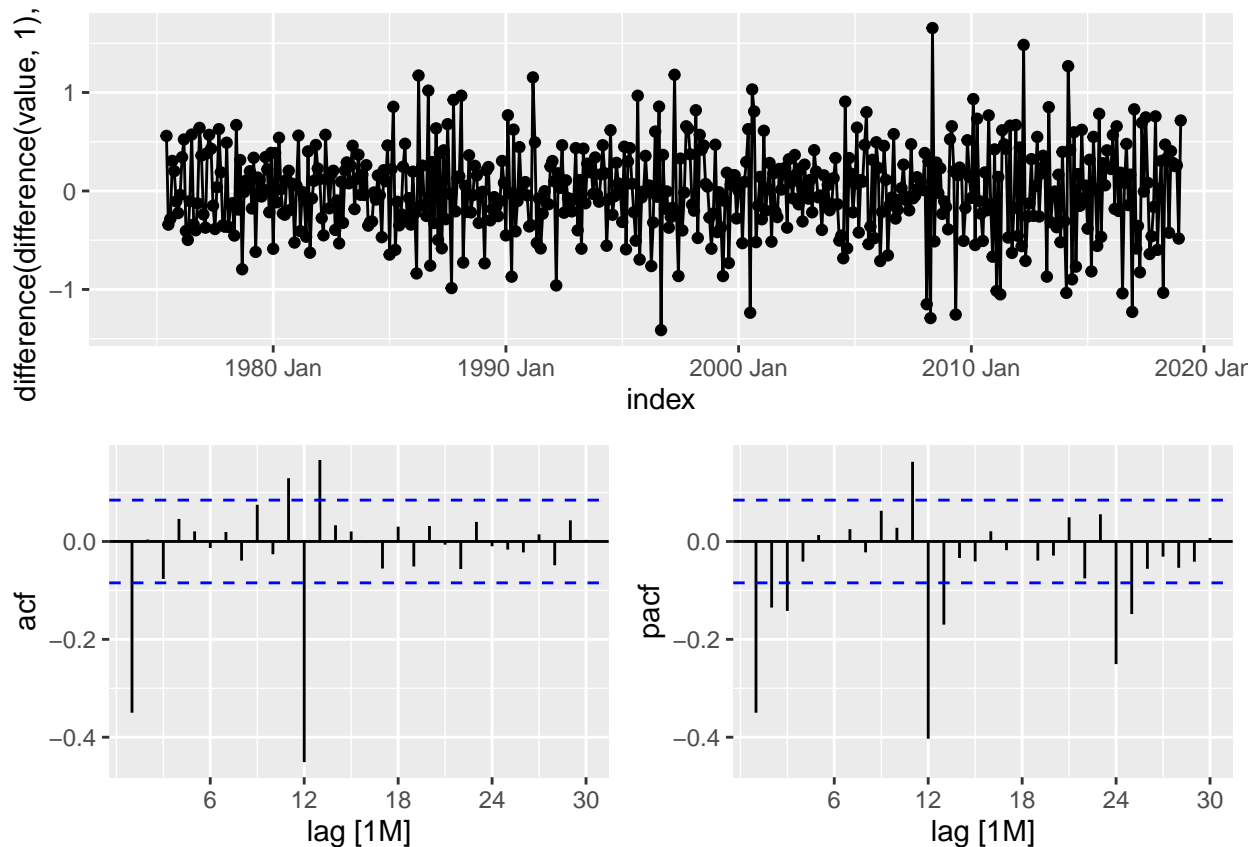 difference(difference(value, 1),
1
0
−1
1980 Jan
1990 Jan
2000 Jan
2010 Jan
2020 Jan
index
acf
0.0
−0.2
−0.4
6
12
18
24
30
lag [1M]
pacf
0.0
−0.2
−0.4
6
12
18
24
30
lag [1M]